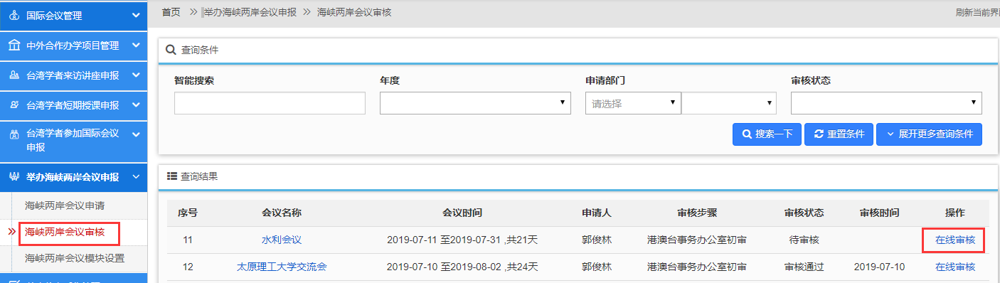 国际会议管理
中外合作办学项目管理
台湾学者来访讲座申报
台湾学者短期授课申报
台湾学者参加国际会议
申报
举办海峡两岸会议申报
海峡两岸会议申请
海峡两岸会议审核
海峡两岸会议模块设置
首页 举办海峡两岸会议申报 海峡两岸会议审核
刷新当前界
查询条件
智能搜索 年度 申请部门 审核状态
请选择
搜索一下 重置条件 展开更多查询条件
查询结果
序号 会议名称 会议时间 申请人 审核步骤 审核状态 审核时间 操作
11 水利会议 2019-07-11 至2019-07-31 ,共21天 郭俊林 港澳台事务办公室初审 待审核 在线审核
12 太原理工大学交流会 2019-07-10 至2019-08-02 ,共24天 郭俊林 港澳台事务办公室初审 审核通过 2019-07-10 在线审核